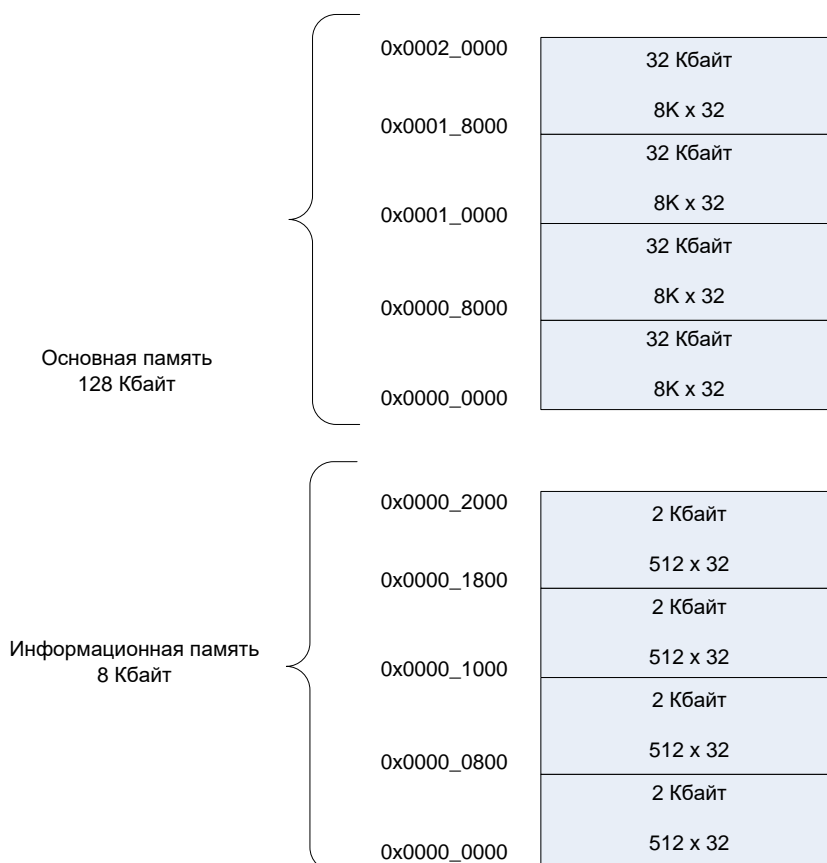 0x0002_0000
32 Кбайт
8K x 32
0x0001_8000
32 Кбайт
8K x 32
0x0001_0000
32 Кбайт
8K x 32
0x0000_8000
32 Кбайт
8K x 32
0x0000_0000
Основная память
128 Кбайт
0x0000_2000
2 Кбайт
512 x 32
0x0000_1800
2 Кбайт
512 x 32
0x0000_1000
2 Кбайт
512 x 32
0x0000_0800
2 Кбайт
512 x 32
0x0000_0000
Информационная память
8 Кбайт